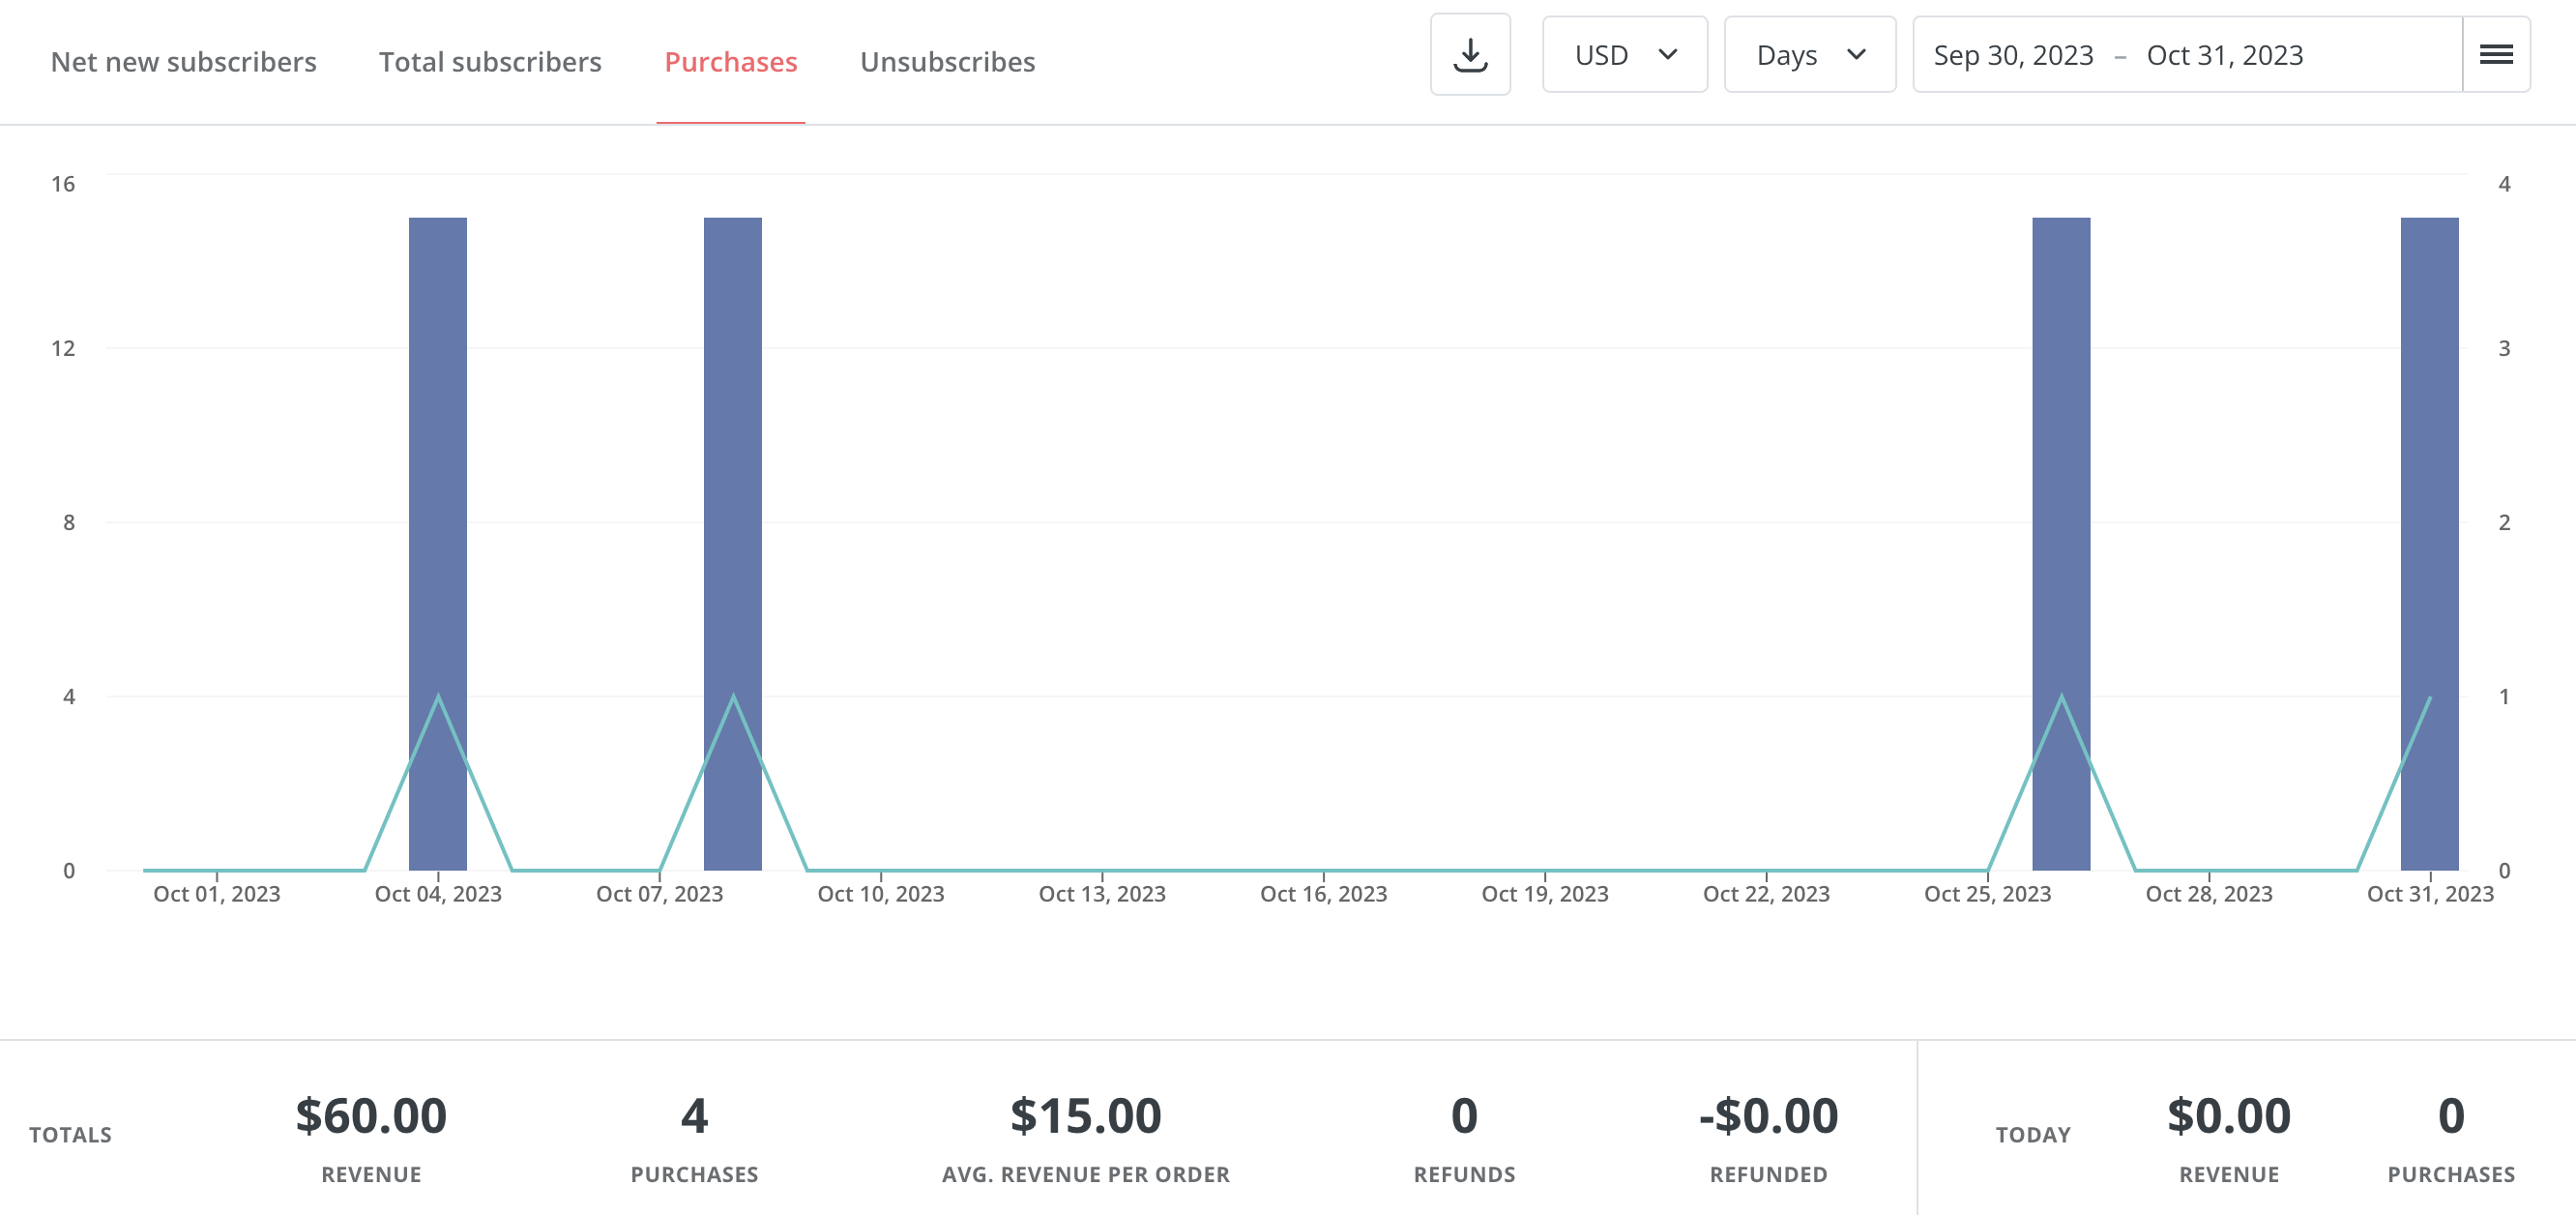 Net new subscribers Total subscribers Purchases Unsubscribes USD Days Sep 30, 2023 – Oct 31, 2023
16 4
12 3
8 2
4 1
0 0
Oct 01, 2023 Oct 04, 2023 Oct 07, 2023 Oct 10, 2023 Oct 13, 2023 Oct 16, 2023 Oct 19, 2023 Oct 22, 2023 Oct 25, 2023 Oct 28, 2023 Oct 31, 2023
TOTALS $60.00 4 $15.00 0 -$0.00 TODAY $0.00 0
REVENUE PURCHASES AVG. REVENUE PER ORDER REFUNDS REFUNDED REVENUE PURCHASES